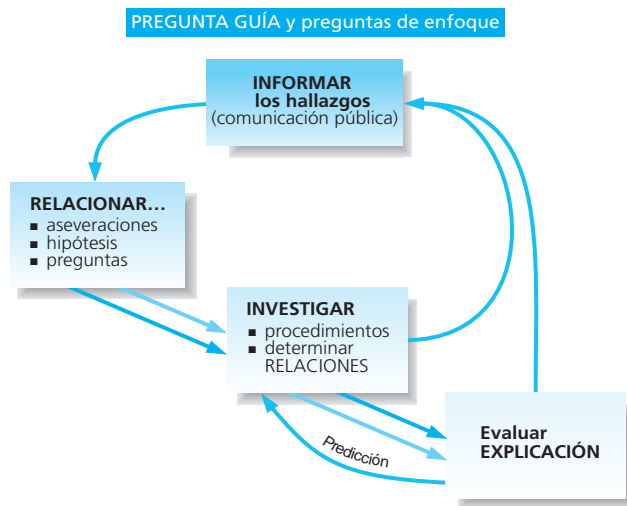 PREGUNTA GUÍA y preguntas de enfoque
INFORMAR
los hallazgos
(comunicación pública)
RELACIONAR...
▪ aseveraciones
▪ hipótesis
▪ preguntas
INVESTIGAR
▪ procedimientos
▪ determinar
RELACIONES
Predicción
Evaluar
EXPLICACIÓN